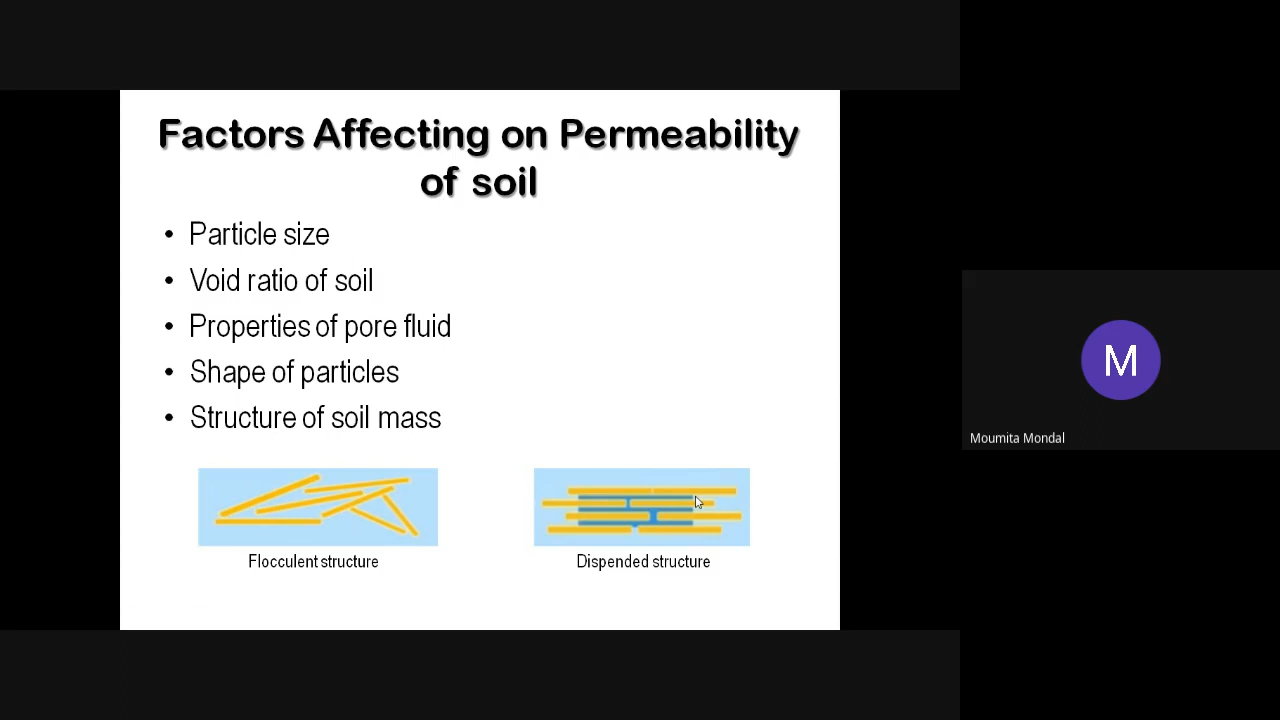 Factors Affecting on Permeability
of soil
• Particle size
• Void ratio of soil
• Properties of pore fluid
• Shape of particles
• Structure of soil mass
Flocculent structure
Dispended structure
M
Moumita Mondal